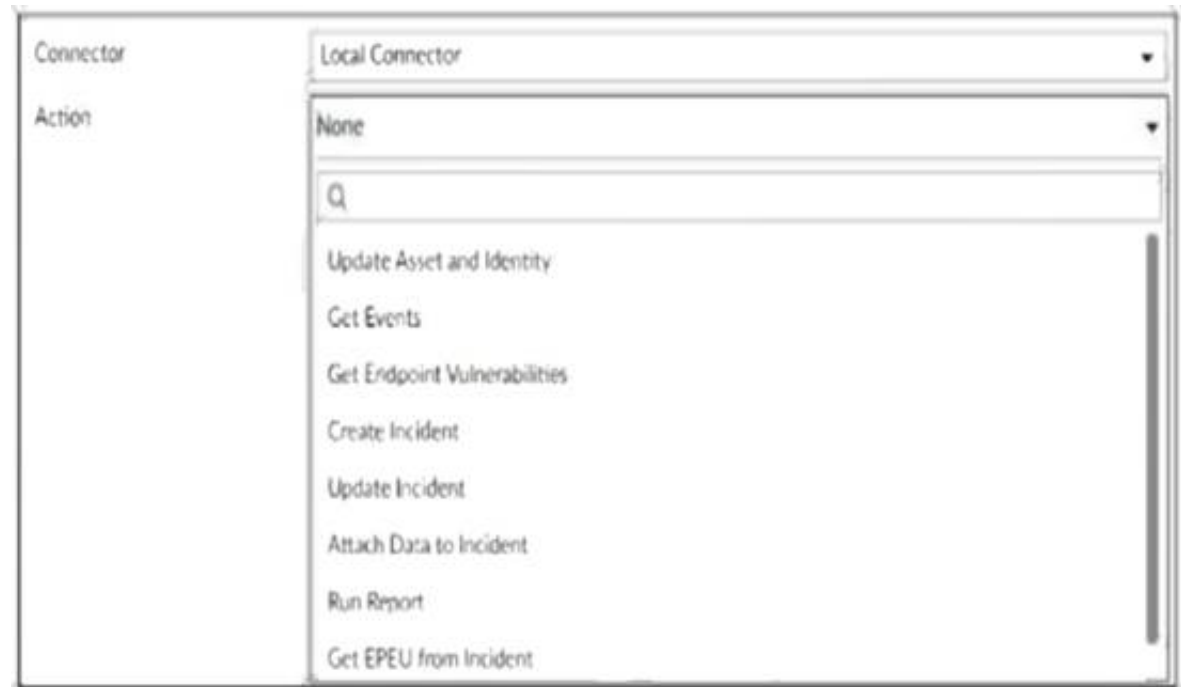 Connector
Local Connector
Action
None
Update Asset and Identity
Get Events
Get Endpoint Vulnerabilities
Create Incident
Update Incident
Attach Data to Incident
Run Report
Get EPEU from Incident